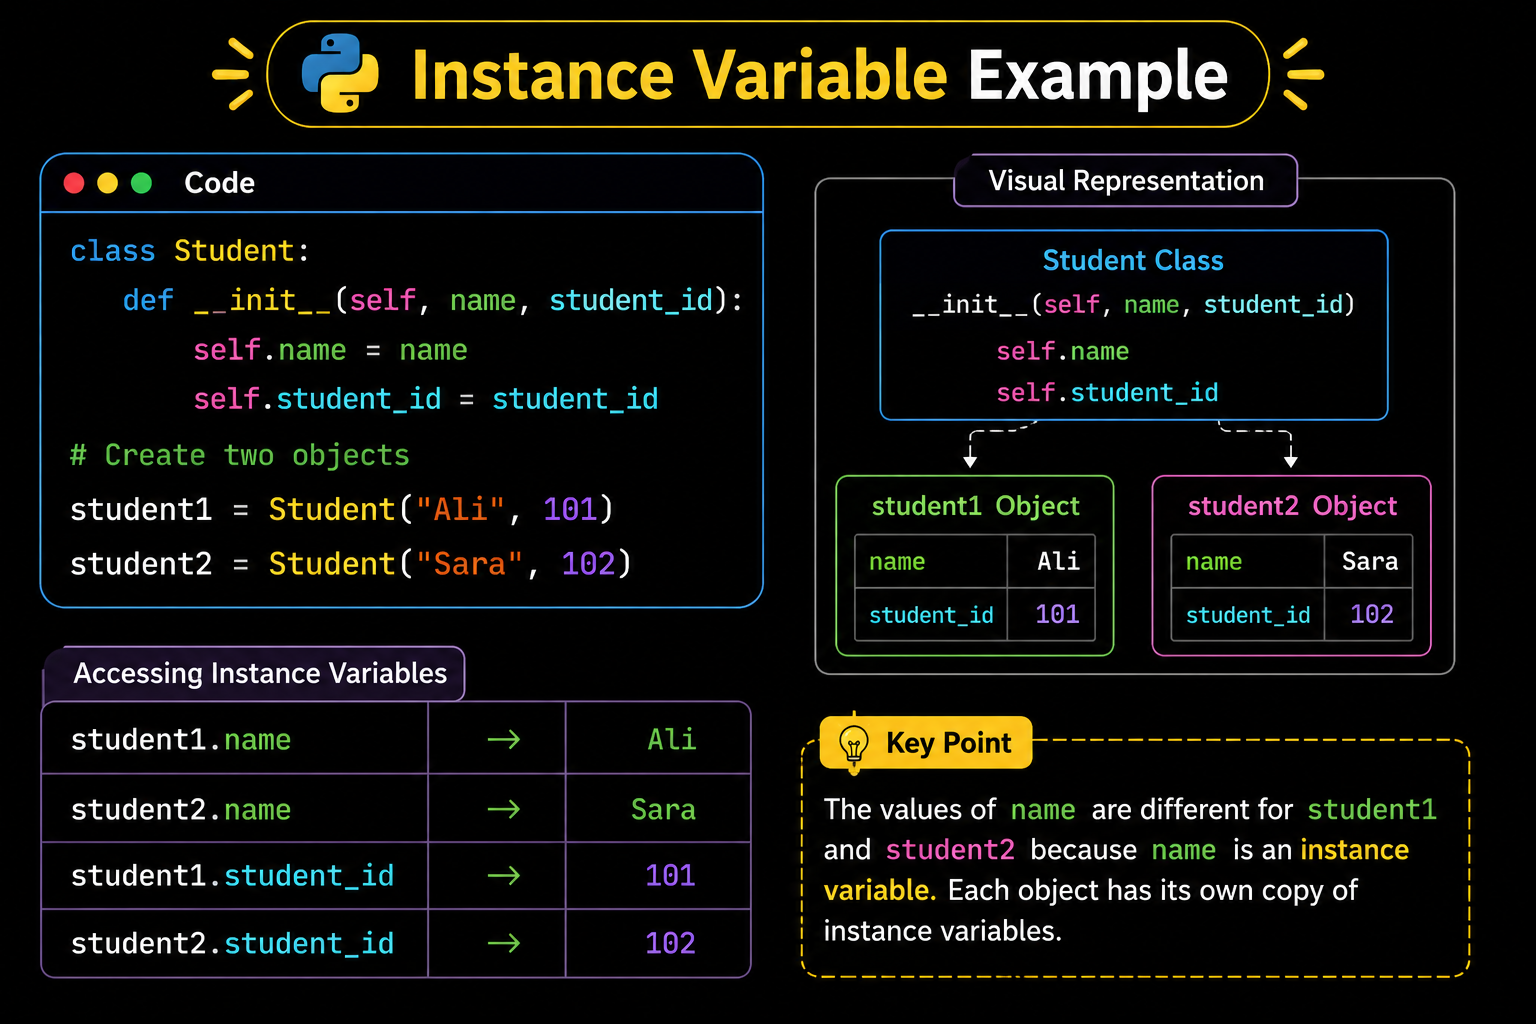 Instance Variable Example
Code
class Student:
def __init__(self, name, student_id):
self.name = name
self.student_id = student_id
# Create two objects
student1 = Student("Ali", 101)
student2 = Student("Sara", 102)
Visual Representation
Student Class
__init__(self, name, student_id)
self.name
self.student_id
student1 Object
name Ali
student_id 101
student2 Object
name Sara
student_id 102
Accessing Instance Variables
student1.name → Ali
student2.name → Sara
student1.student_id → 101
student2.student_id → 102
Key Point
The values of name are different for student1
and student2 because name is an instance
variable. Each object has its own copy of
instance variables.